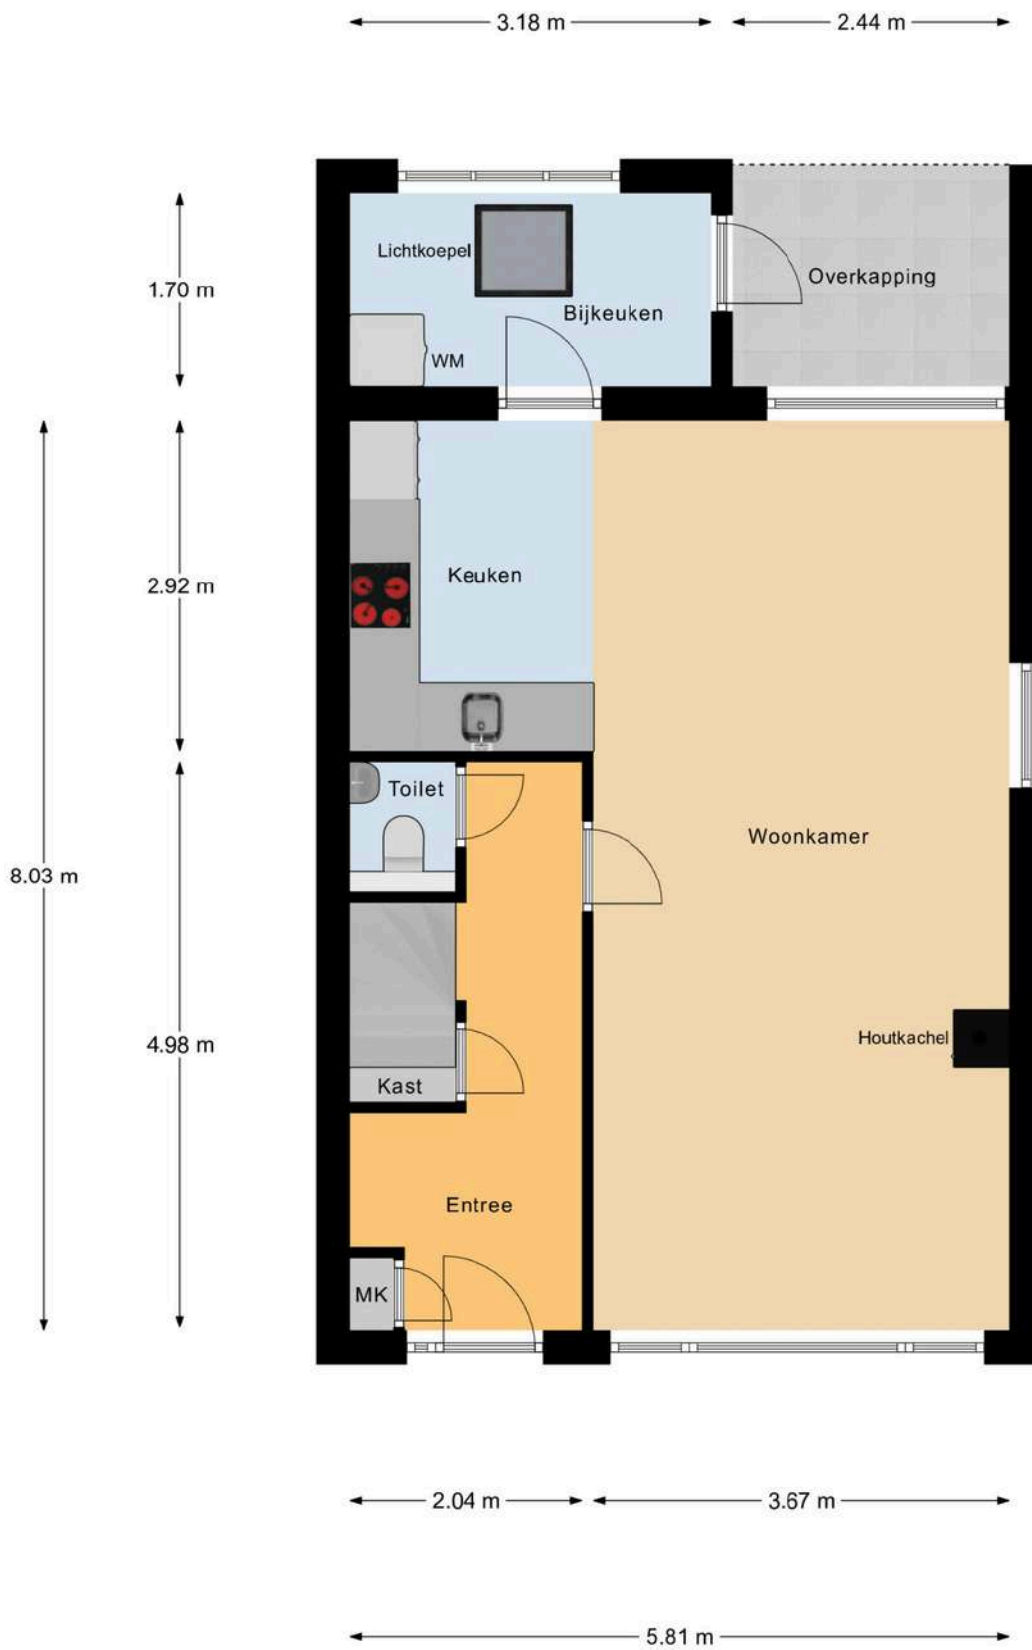 3.18 m
2.44 m
Lichtkoepel
Overkapping
1.70 m
Bijkeuken
WM
Keuken
2.92 m
Toilet
Woonkamer
8.03 m
Houtkachel
4.98 m
Kast
Entree
MK
2.04 m
3.67 m
5.81 m